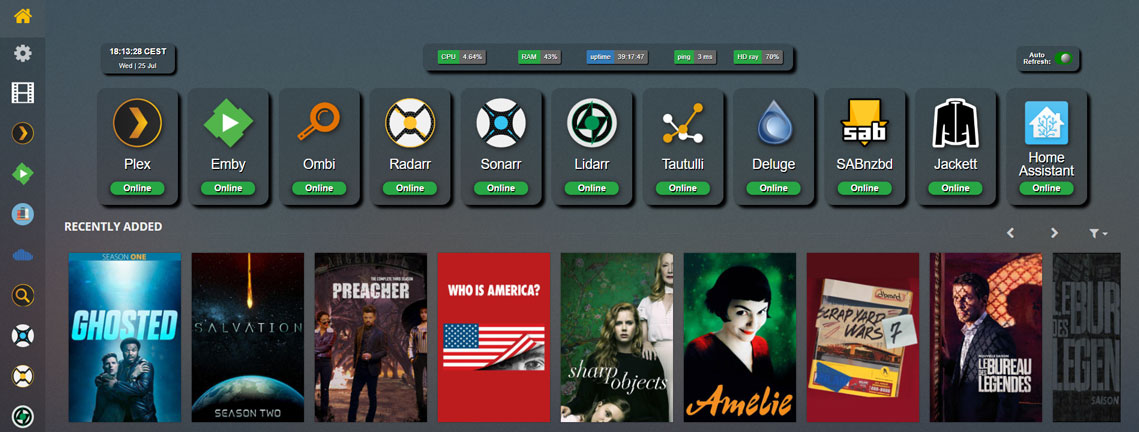 18:13:28 CEST
Wed | 25 Jul
CPU 4.64%
RAM 43%
uptime 39:17:47
ping 3 ms
HD ray 70%
Auto
Refresh:
Plex
Online
Emby
Online
Ombi
Online
Radarr
Online
Sonarr
Online
Lidarr
Online
Tautulli
Online
Deluge
Online
sab
SABnzbd
Online
Jackett
Online
Home
Assistant
Online
RECENTLY ADDED
SEASON ONE
GHOSTED
SALVATION
SEASON TWO
THE COMPLETE THIRD SEASON
PREACHER
WHO IS AMERICA?
sharp
objects
Amélie
SCRAP YARD
WARS 7
LE BUREAU
DES
LÉGENDES
LE BUR
DES
LEGEN
SAISON